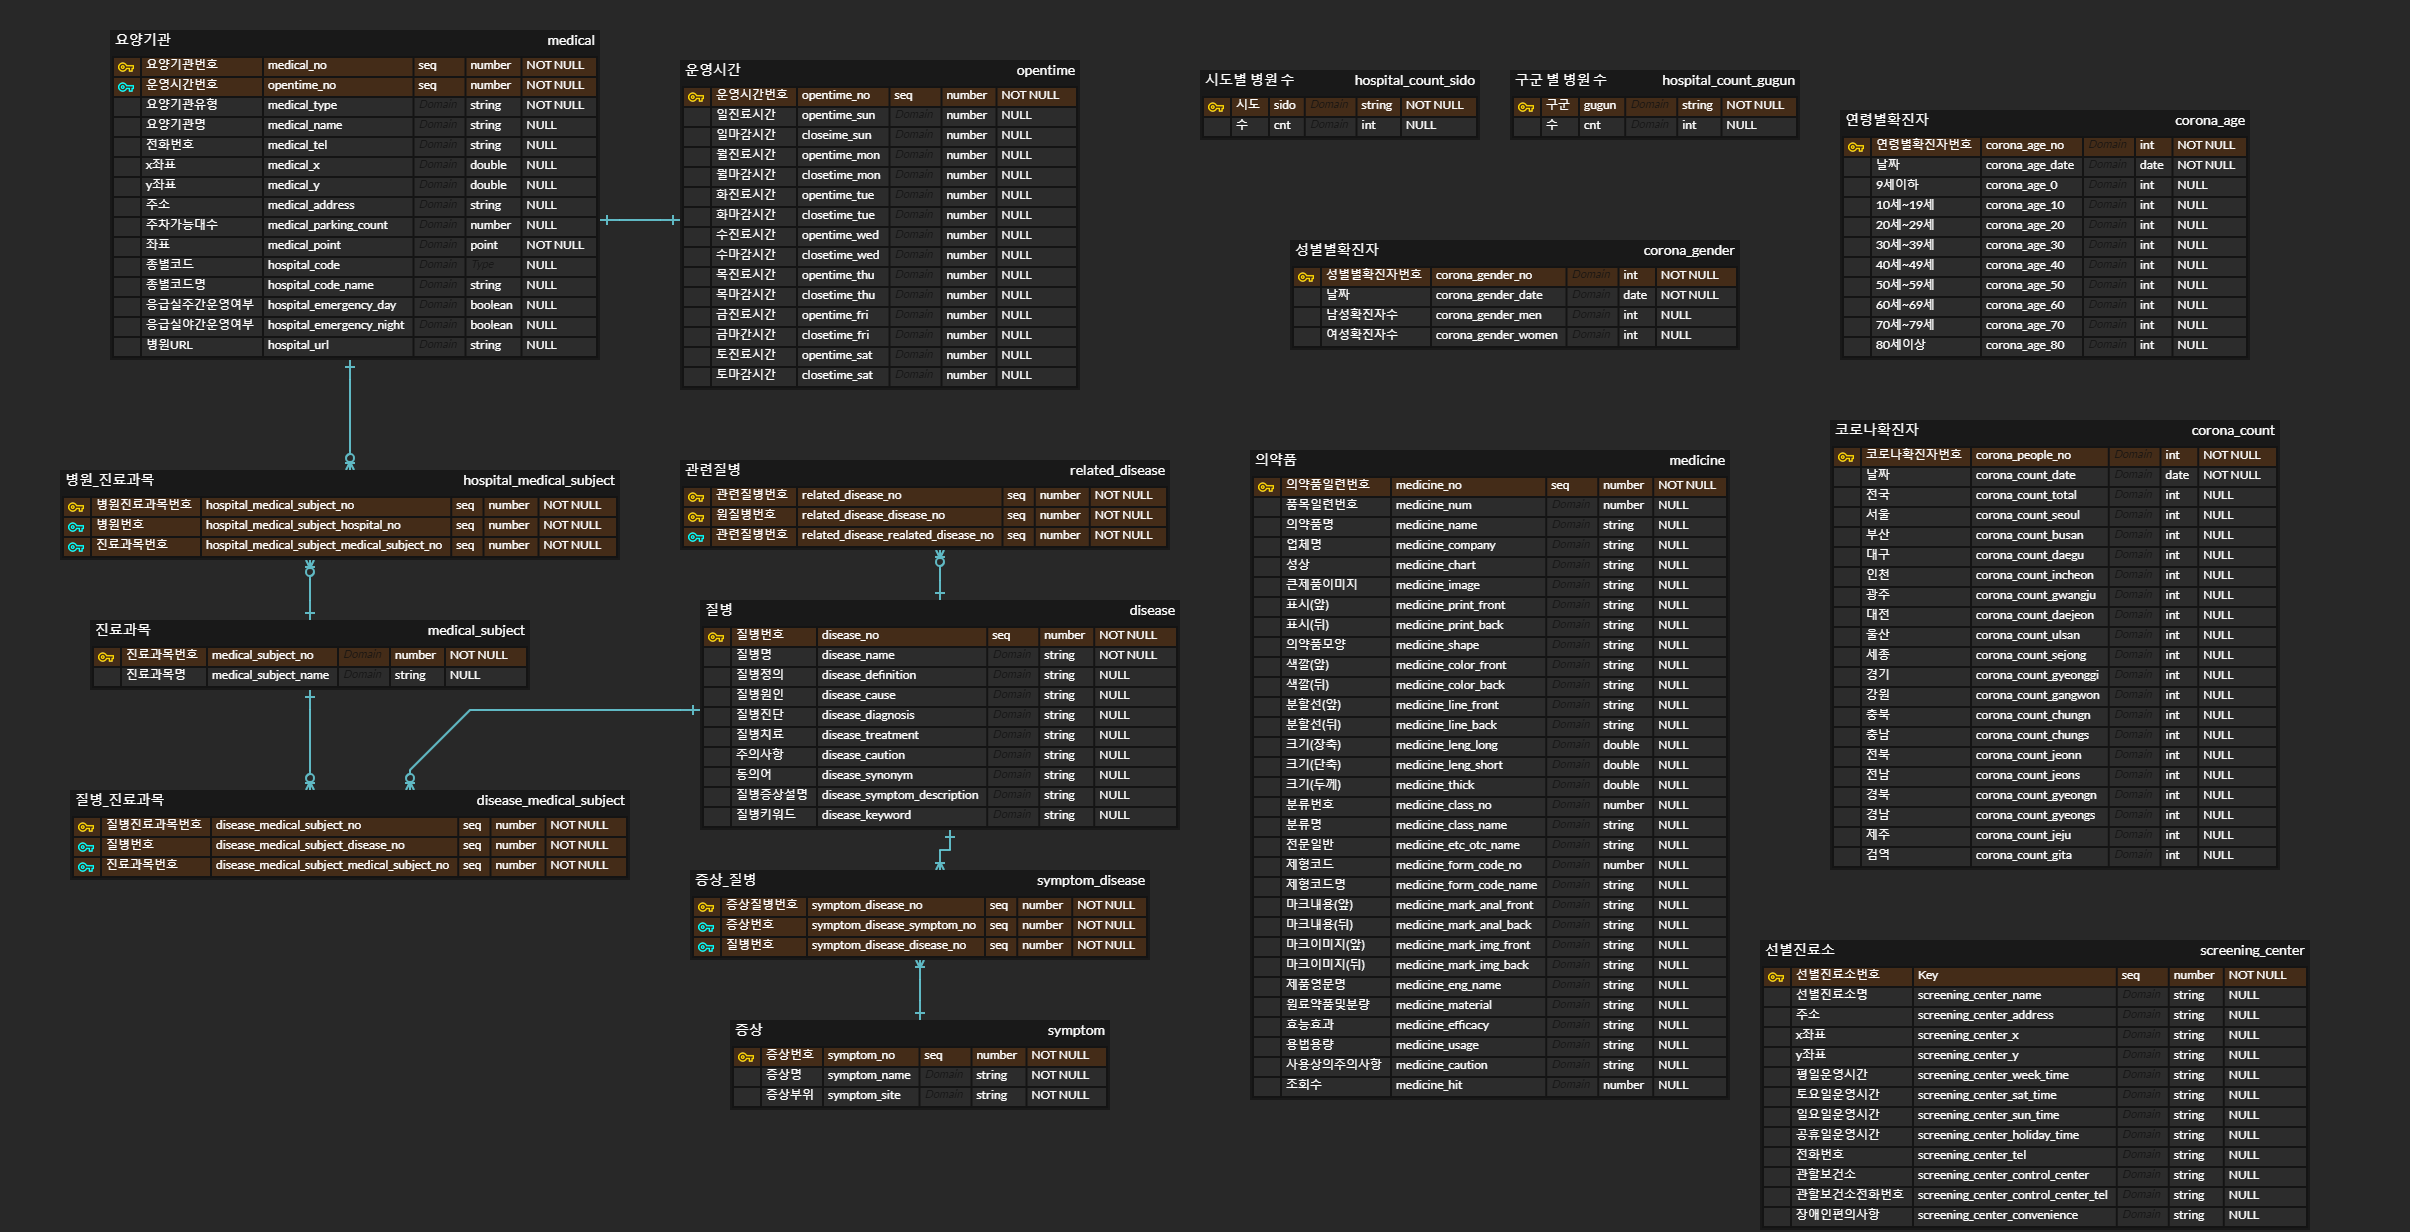 요양기관 medical
요양기관번호 medical_no seq number NOT NULL
운영시간번호 opentime_no seq number NOT NULL
요양기관유형 medical_type Domain string NOT NULL
요양기관명 medical_name Domain string NULL
전화번호 medical_tel Domain string NULL
x좌표 medical_x Domain double NULL
y좌표 medical_y Domain double NULL
주소 medical_address Domain string NULL
주차가능대수 medical_parking_count Domain number NULL
좌표 medical_point Domain point NOT NULL
종별코드 hospital_code Domain Type NULL
종별코드명 hospital_code_name Domain string NULL
응급실주간운영여부 hospital_emergency_day Domain boolean NULL
응급실야간운영여부 hospital_emergency_night Domain boolean NULL
병원URL hospital_url Domain string NULL
운영시간 opentime
운영시간번호 opentime_no seq number NOT NULL
일진료시간 opentime_sun Domain number NULL
일마감시간 closeime_sun Domain number NULL
월진료시간 opentime_mon Domain number NULL
월마감시간 closetime_mon Domain number NULL
화진료시간 opentime_tue Domain number NULL
화마감시간 closetime_tue Domain number NULL
수진료시간 opentime_wed Domain number NULL
수마감시간 closetime_wed Domain number NULL
목진료시간 opentime_thu Domain number NULL
목마감시간 closetime_thu Domain number NULL
금진료시간 opentime_fri Domain number NULL
금마감시간 closetime_fri Domain number NULL
토진료시간 opentime_sat Domain number NULL
토마감시간 closetime_sat Domain number NULL
시도별 병원 수 hospital_count_sido
시도 sido Domain string NOT NULL
수 cnt Domain int NULL
구군 별 병원 수 hospital_count_gugun
구군 gugun Domain string NOT NULL
수 cnt Domain int NULL
연령별확진자 corona_age
연령별확진자번호 corona_age_no Domain int NOT NULL
날짜 corona_age_date Domain date NOT NULL
9세이하 corona_age_0 Domain int NULL
10세~19세 corona_age_10 Domain int NULL
20세~29세 corona_age_20 Domain int NULL
30세~39세 corona_age_30 Domain int NULL
40세~49세 corona_age_40 Domain int NULL
50세~59세 corona_age_50 Domain int NULL
60세~69세 corona_age_60 Domain int NULL
70세~79세 corona_age_70 Domain int NULL
80세이상 corona_age_80 Domain int NULL
성별별확진자 corona_gender
성별별확진자번호 corona_gender_no Domain int NOT NULL
날짜 corona_gender_date Domain date NOT NULL
남성확진자수 corona_gender_men Domain int NULL
여성확진자수 corona_gender_women Domain int NULL
병원_진료과목 hospital_medical_subject
병원진료과목번호 hospital_medical_subject_no seq number NOT NULL
병원번호 hospital_medical_subject_hospital_no seq number NOT NULL
진료과목번호 hospital_medical_subject_medical_subject_no seq number NOT NULL
진료과목 medical_subject
진료과목번호 medical_subject_no Domain number NOT NULL
진료과목명 medical_subject_name Domain string NULL
질병_진료과목 disease_medical_subject
질병진료과목번호 disease_medical_subject_no seq number NOT NULL
질병번호 disease_medical_subject_disease_no seq number NOT NULL
진료과목번호 disease_medical_subject_medical_subject_no seq number NOT NULL
관련질병 related_disease
관련질병번호 related_disease_no seq number NOT NULL
원질병번호 related_disease_disease_no seq number NOT NULL
관련질병번호 related_disease_realated_disease_no seq number NOT NULL
질병 disease
질병번호 disease_no seq number NOT NULL
질병명 disease_name Domain string NOT NULL
질병정의 disease_definition Domain string NULL
질병원인 disease_cause Domain string NULL
질병진단 disease_diagnosis Domain string NULL
질병치료 disease_treatment Domain string NULL
주의사항 disease_caution Domain string NULL
동의어 disease_synonym Domain string NULL
질병증상설명 disease_symptom_description Domain string NULL
질병키워드 disease_keyword Domain string NULL
증상_질병 symptom_disease
증상질병번호 symptom_disease_no seq number NOT NULL
증상번호 symptom_disease_symptom_no seq number NOT NULL
질병번호 symptom_disease_disease_no seq number NOT NULL
증상 symptom
증상번호 symptom_no seq number NOT NULL
증상명 symptom_name Domain string NOT NULL
증상부위 symptom_site Domain string NOT NULL
의약품 medicine
의약품일련번호 medicine_no seq number NOT NULL
품목일련번호 medicine_num Domain number NULL
의약품명 medicine_name Domain string NULL
업체명 medicine_company Domain string NULL
성상 medicine_chart Domain string NULL
큰제품이미지 medicine_image Domain string NULL
표시(앞) medicine_print_front Domain string NULL
표시(뒤) medicine_print_back Domain string NULL
의약품모양 medicine_shape Domain string NULL
색깔(앞) medicine_color_front Domain string NULL
색깔(뒤) medicine_color_back Domain string NULL
분할선(앞) medicine_line_front Domain string NULL
분할선(뒤) medicine_line_back Domain string NULL
크기(장축) medicine_leng_long Domain double NULL
크기(단축) medicine_leng_short Domain double NULL
크기(두께) medicine_thick Domain double NULL
분류번호 medicine_class_no Domain number NULL
분류명 medicine_class_name Domain string NULL
전문일반 medicine_etc_otc_name Domain string NULL
제형코드 medicine_form_code_no Domain number NULL
제형코드명 medicine_form_code_name Domain string NULL
마크내용(앞) medicine_mark_anal_front Domain string NULL
마크내용(뒤) medicine_mark_anal_back Domain string NULL
마크이미지(앞) medicine_mark_img_front Domain string NULL
마크이미지(뒤) medicine_mark_img_back Domain string NULL
제품영문명 medicine_eng_name Domain string NULL
원료약품및분량 medicine_material Domain string NULL
효능효과 medicine_efficacy Domain string NULL
용법용량 medicine_usage Domain string NULL
사용상의주의사항 medicine_caution Domain string NULL
조회수 medicine_hit Domain number NULL
코로나확진자 corona_count
코로나확진자번호 corona_people_no Domain int NOT NULL
날짜 corona_count_date Domain date NOT NULL
전국 corona_count_total Domain int NULL
서울 corona_count_seoul Domain int NULL
부산 corona_count_busan Domain int NULL
대구 corona_count_daegu Domain int NULL
인천 corona_count_incheon Domain int NULL
광주 corona_count_gwangju Domain int NULL
대전 corona_count_daejeon Domain int NULL
울산 corona_count_ulsan Domain int NULL
세종 corona_count_sejong Domain int NULL
경기 corona_count_gyeonggi Domain int NULL
강원 corona_count_gangwon Domain int NULL
충북 corona_count_chungn Domain int NULL
충남 corona_count_chungs Domain int NULL
전북 corona_count_jeonn Domain int NULL
전남 corona_count_jeons Domain int NULL
경북 corona_count_gyeongn Domain int NULL
경남 corona_count_gyeongs Domain int NULL
제주 corona_count_jeju Domain int NULL
검역 corona_count_gita Domain int NULL
선별진료소 screening_center
선별진료소번호 Key seq number NOT NULL
선별진료소명 screening_center_name Domain string NULL
주소 screening_center_address Domain string NULL
x좌표 screening_center_x Domain string NULL
y좌표 screening_center_y Domain string NULL
평일운영시간 screening_center_week_time Domain string NULL
토요일운영시간 screening_center_sat_time Domain string NULL
일요일운영시간 screening_center_sun_time Domain string NULL
공휴일운영시간 screening_center_holiday_time Domain string NULL
전화번호 screening_center_tel Domain string NULL
관할보건소 screening_center_control_center Domain string NULL
관할보건소전화번호 screening_center_control_center_tel Domain string NULL
장애인편의사항 screening_center_convenience Domain string NULL